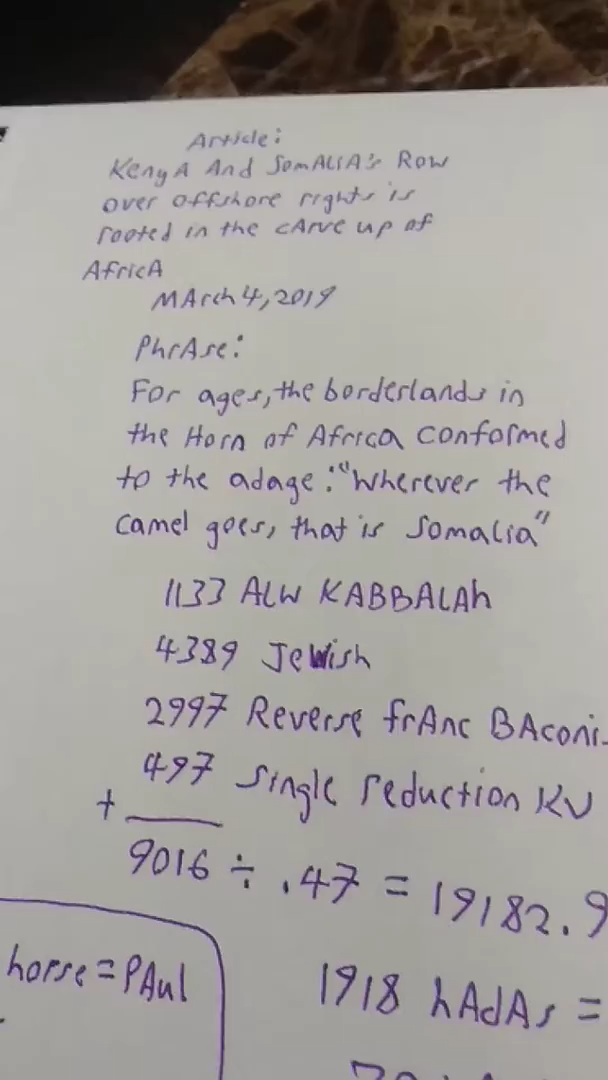 Article:
KenyA And SomALIA's Row
over offshore rights is
rooted in the cArve up of
AfricA
MArch 4, 2019
PhrAse:
For ages, the borderlands in
the Horn of Africa conformed
to the adage: "Wherever the
camel goes, that is Somalia"
1133 ALW KABBALAh
4389 Jewish
2997 Reverse frAnc BAconi
497 Single reduction KV
+
9016 ÷ .47 = 19182.9
horse = PAul
1918 hAdAs =